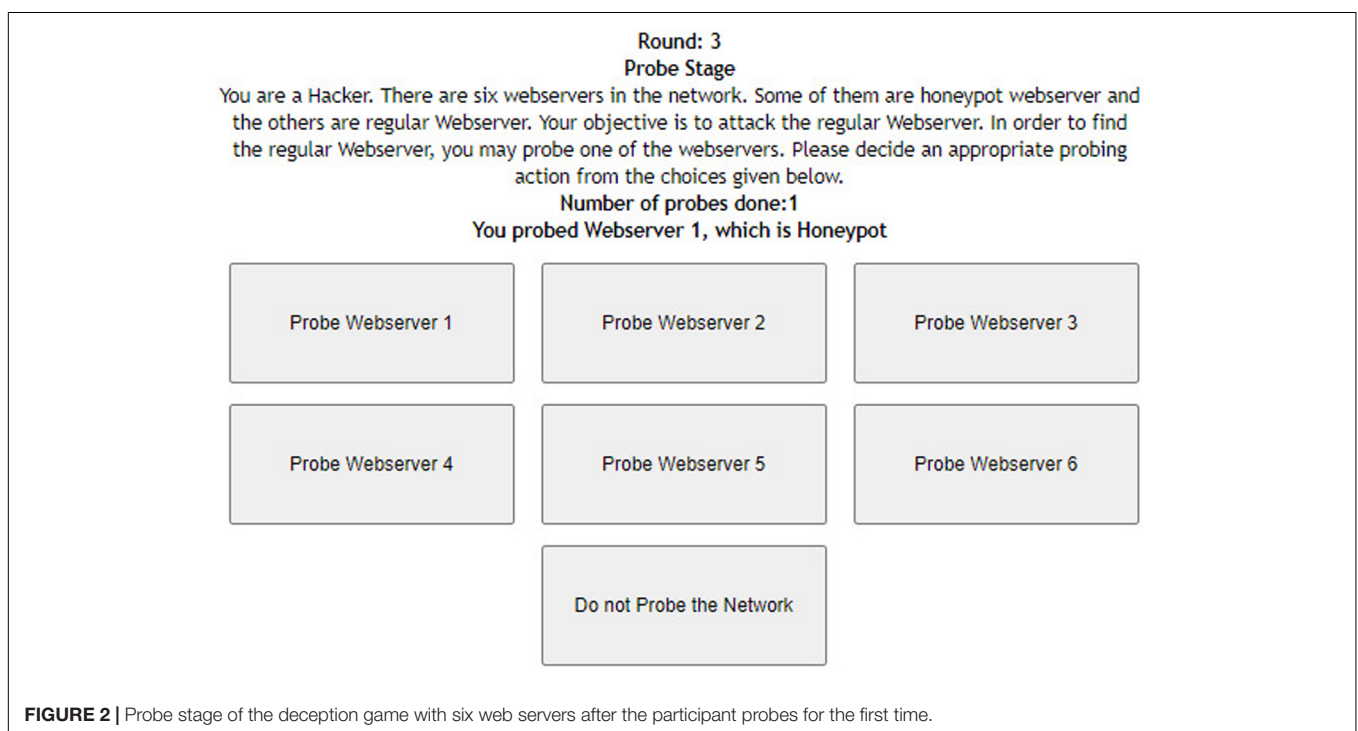 Round: 3
Probe Stage
You are a Hacker. There are six webservers in the network. Some of them are honeypot webserver and
the others are regular Webserver. Your objective is to attack the regular Webserver. In order to find
the regular Webserver, you may probe one of the webservers. Please decide an appropriate probing
action from the choices given below.
Number of probes done:1
You probed Webserver 1, which is Honeypot
Probe Webserver 1
Probe Webserver 2
Probe Webserver 3
Probe Webserver 4
Probe Webserver 5
Probe Webserver 6
Do not Probe the Network
FIGURE 2 | Probe stage of the deception game with six web servers after the participant probes for the first time.